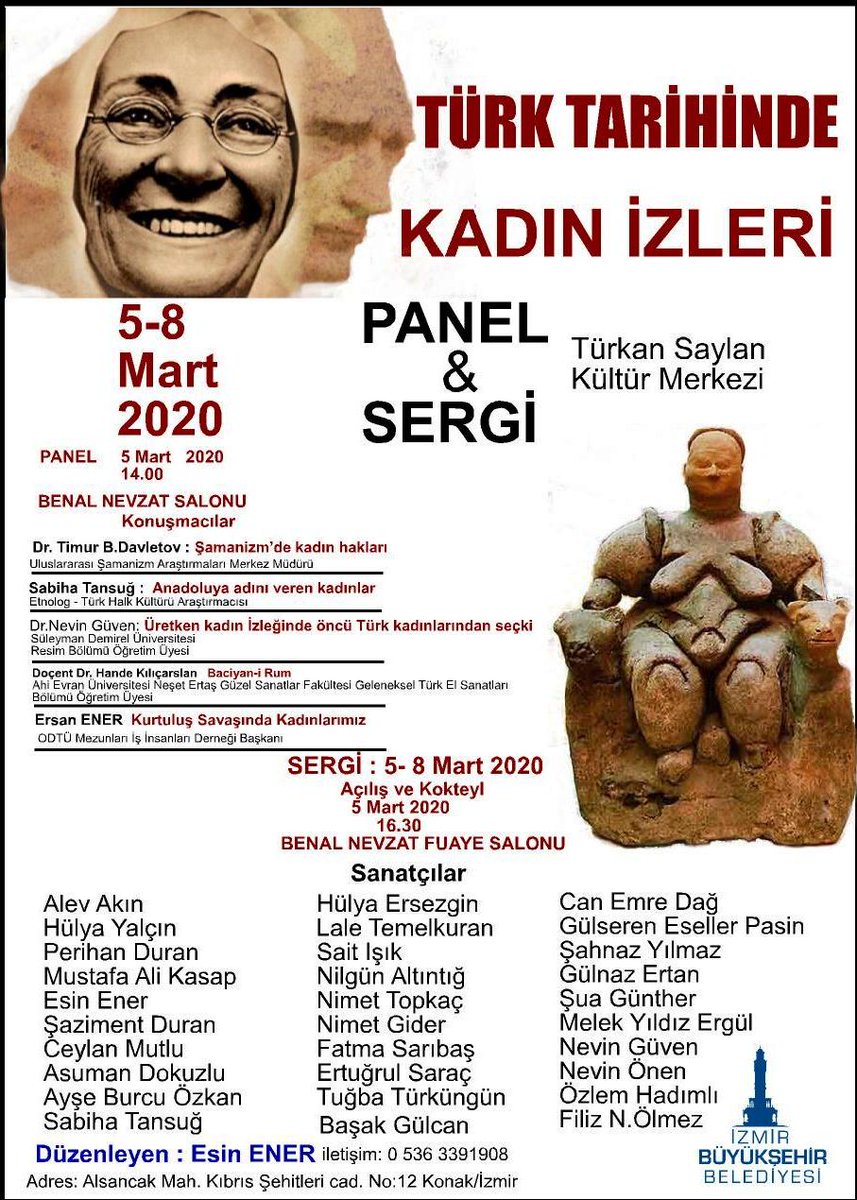 TÜRK TARİHİNDE
KADIN İZLERİ
5-8
Mart
2020
PANEL
&
SERGİ
Türkan Saylan
Kültür Merkezi
PANEL 5 Mart 2020
14.00
BENAL NEVZAT SALONU
Konuşmacılar
Dr. Timur B.Davletov : Şamanizm'de kadın hakları
Uluslararası Şamanizm Araştırmaları Merkez Müdürü
Sabiha Tansuğ : Anadoluya adını veren kadınlar
Etnolog - Türk Halk Kültürü Araştırmacısı
Dr.Nevin Güven: Üretken kadın İzleğinde öncü Türk kadınlarından seçki
Süleyman Demirel Üniversitesi
Resim Bölümü Öğretim Üyesi
Doçent Dr. Hande Kılıçarslan Baciyan-i Rum
Ahi Evran Üniversitesi Neşet Ertaş Güzel Sanatlar Fakültesi Geleneksel Türk El Sanatları
Bölümü Öğretim Üyesi
Ersan ENER Kurtuluş Savaşında Kadınlarımız
ODTÜ Mezunları İş İnsanları Derneği Başkanı
SERGİ : 5- 8 Mart 2020
Açılış ve Kokteyl
5 Mart 2020
16.30
BENAL NEVZAT FUAYE SALONU
Sanatçılar
Alev Akın
Hülya Yalçın
Perihan Duran
Mustafa Ali Kasap
Esin Ener
Şaziment Duran
Ceylan Mutlu
Asuman Dokuzlu
Ayşe Burcu Özkan
Sabiha Tansuğ
Hülya Ersezgin
Lale Temelkuran
Sait Işık
Nilgün Altıntığ
Nimet Topkaç
Nimet Gider
Fatma Sarıbaş
Ertuğrul Saraç
Tuğba Türküngün
Başak Gülcan
Can Emre Dağ
Gülseren Eseller Pasin
Şahnaz Yılmaz
Gülnaz Ertan
Şua Günther
Melek Yıldız Ergül
Nevin Güven
Nevin Önen
Özlem Hadımlı
Filiz N.Ölmez
Düzenleyen : Esin ENER iletişim: 0 536 3391908
Adres: Alsancak Mah. Kıbrıs Şehitleri cad. No:12 Konak/İzmir
İZMİR
BÜYÜKŞEHİR
BELEDİYESİ